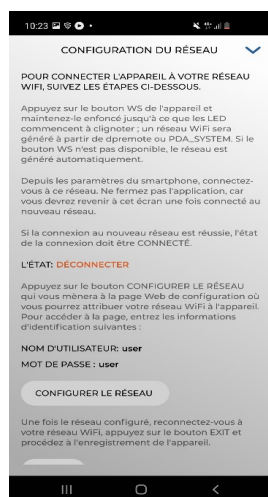 10:23
CONFIGURATION DU RÉSEAU
POUR CONNECTER L'APPAREIL À VOTRE RÉSEAU
WIFI, SUIVEZ LES ÉTAPES CI-DESSOUS.
Appuyez sur le bouton WS de l'appareil et
maintenez-le enfoncé jusqu'à ce que les LED
commencent à clignoter ; un réseau WiFi sera
généré à partir de dpremote ou PDA_SYSTEM. Si le
bouton WS n'est pas disponible, le réseau est
généré automatiquement.
Depuis les paramètres du smartphone, connectez-
vous à ce réseau. Ne fermez pas l'application, car
vous devrez revenir à cet écran une fois connecté au
nouveau réseau.
Si la connexion au nouveau réseau est réussie, l'état
de la connexion doit être CONNECTÉ.
L'ÉTAT: DÉCONNECTER
Appuyez sur le bouton CONFIGURER LE RÉSEAU
qui vous mènera à la page Web de configuration où
vous pourrez attribuer votre réseau WiFi à l'appareil.
Pour accéder à la page, entrez les informations
d'identification suivantes :
NOM D'UTILISATEUR: user
MOT DE PASSE : user
CONFIGURER LE RÉSEAU
Une fois le réseau configuré, reconnectez-vous à
votre réseau WiFi, appuyez sur le bouton EXIT et
procédez à l'enregistrement de l'appareil.